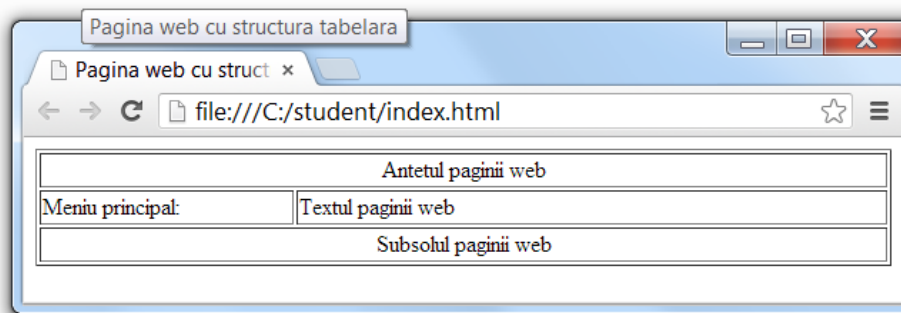 Pagina web cu structura tabelara
Pagina web cu struct
file:///C:/student/index.html
Antetul paginii web
Meniu principal: Textul paginii web
Subsolul paginii web